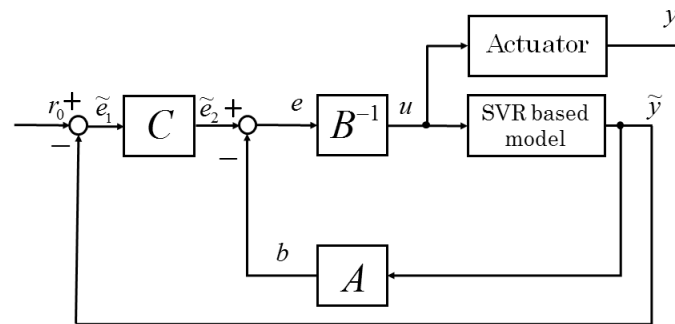 y
Actuator
r₀ + ẽ₁ C ẽ₂ + e B⁻¹ u SVR based model ỹ
−
−
b A